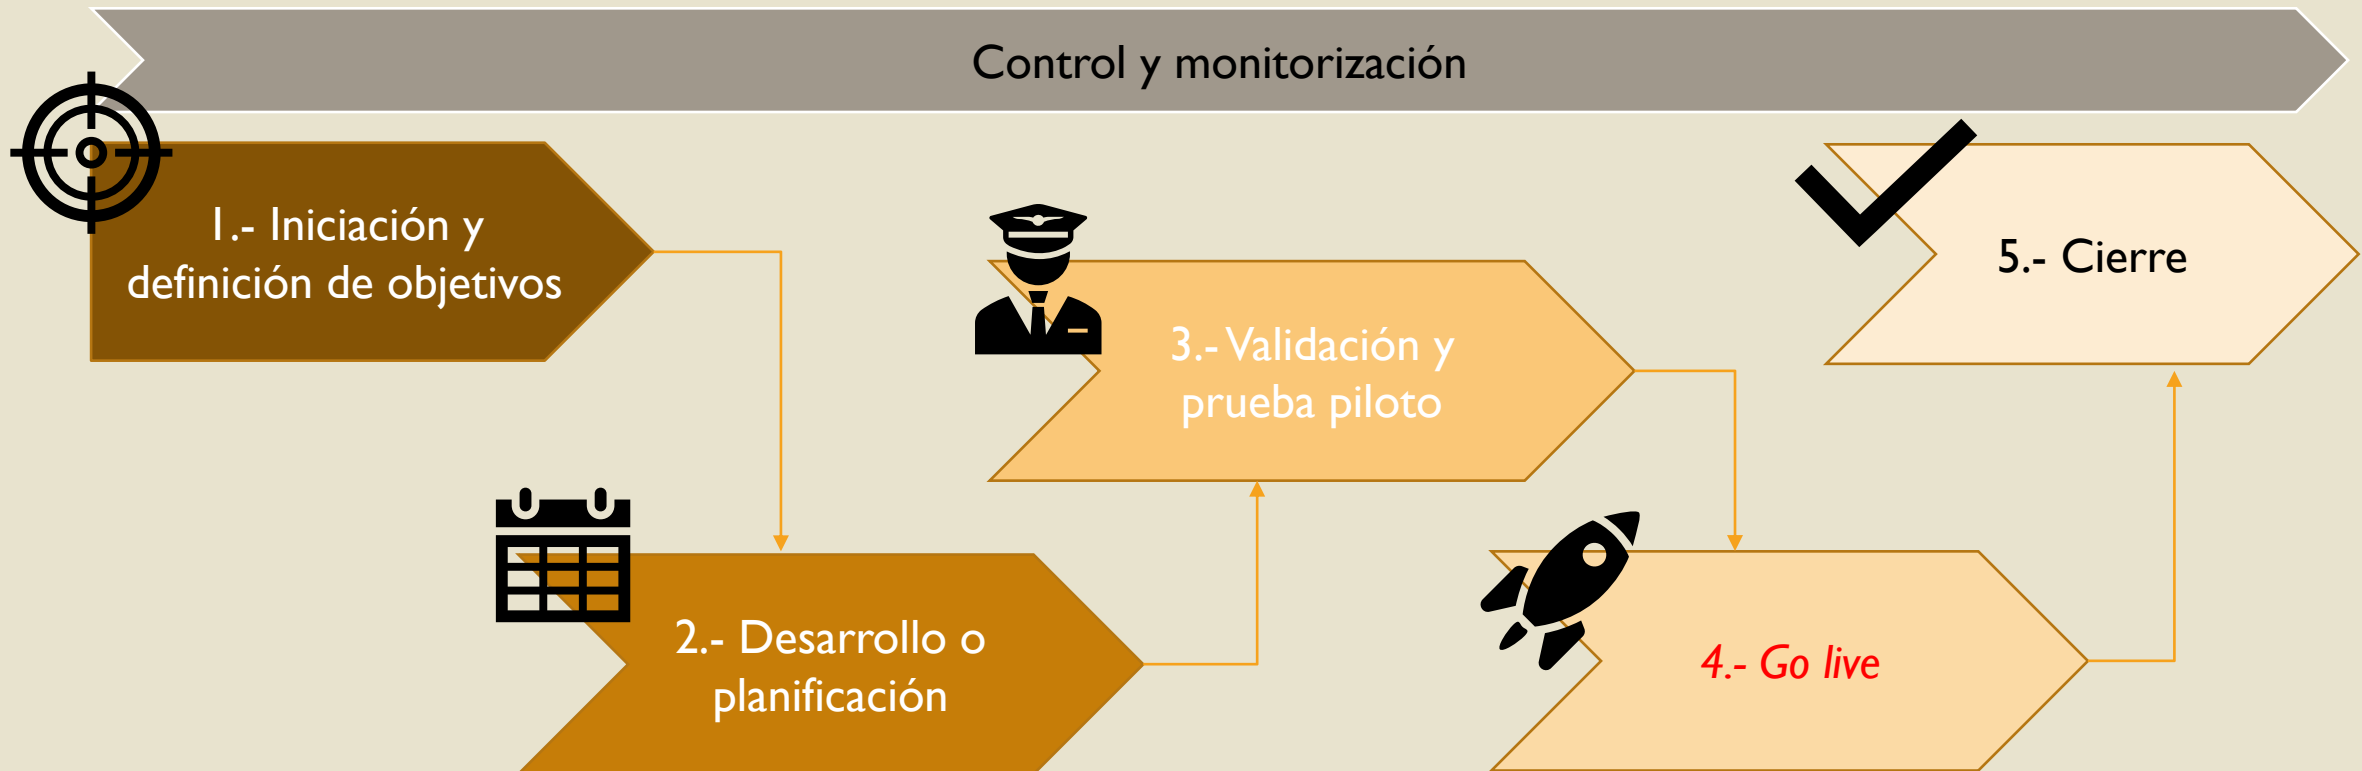 Control y monitorización
1.- Iniciación y
definición de objetivos
2.- Desarrollo o
planificación
3.- Validación y
prueba piloto
4.- Go live
5.- Cierre